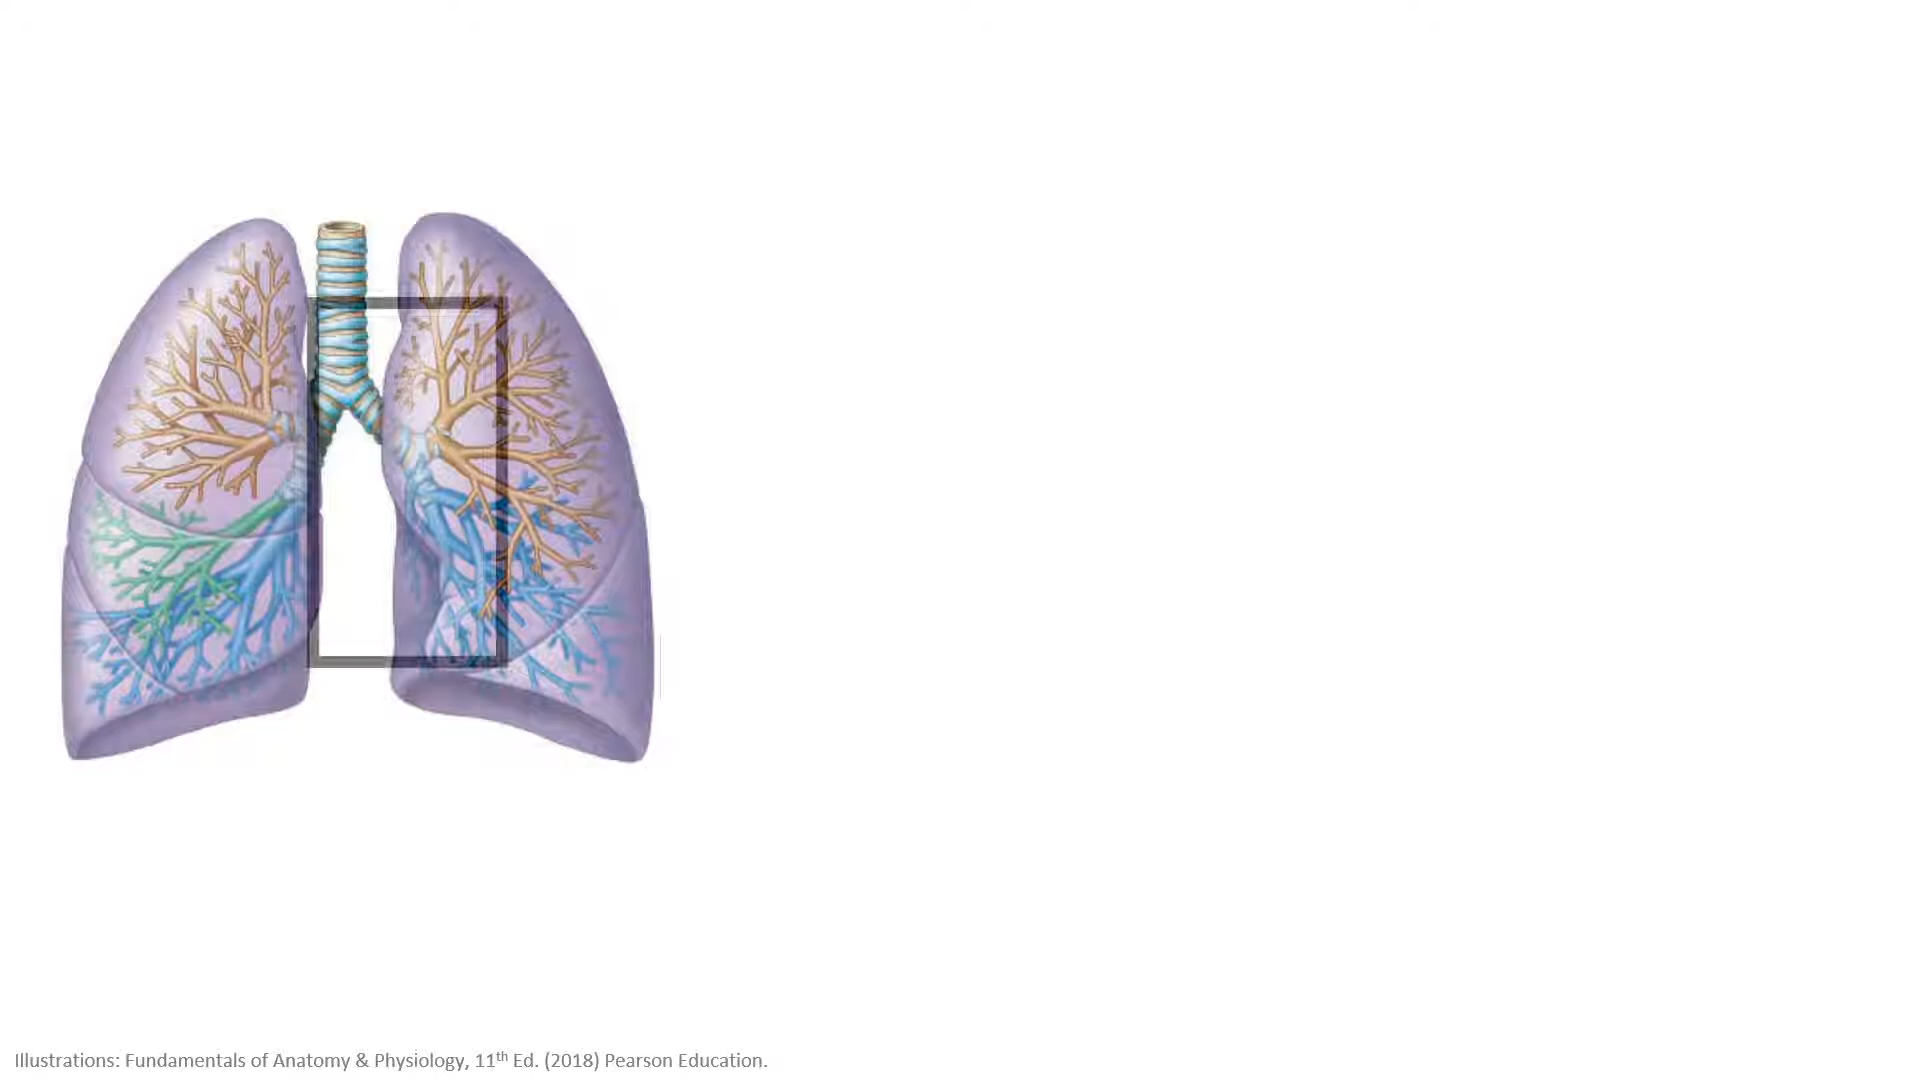 Illustrations: Fundamentals of Anatomy & Physiology, 11th Ed. (2018) Pearson Education.